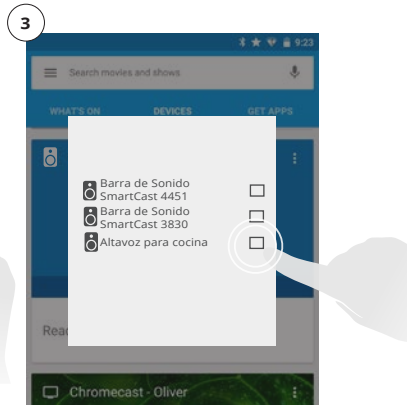 3
9:23
Search movies and shows
WHAT'S ON DEVICES GET APPS
Barra de Sonido
SmartCast 4451
Barra de Sonido
SmartCast 3830
Altavoz para cocina
Chromecast - Oliver